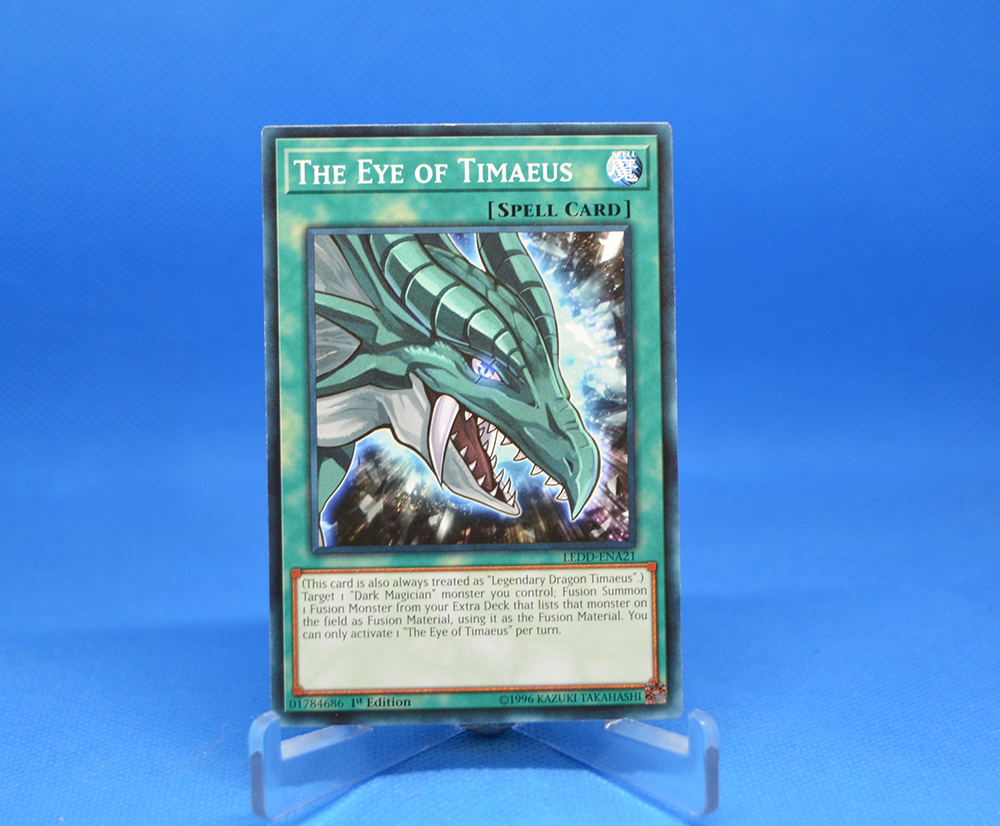 THE EYE OF TIMAEUS
SPELL
魔
[SPELL CARD]
LEDD-ENA21
(This card is also always treated as "Legendary Dragon Timaeus".)
Target 1 "Dark Magician" monster you control; Fusion Summon
1 Fusion Monster from your Extra Deck that lists that monster on
the field as Fusion Material, using it as the Fusion Material. You
can only activate 1 "The Eye of Timaeus" per turn.
01784686 1st Edition
©1996 KAZUKI TAKAHASHI